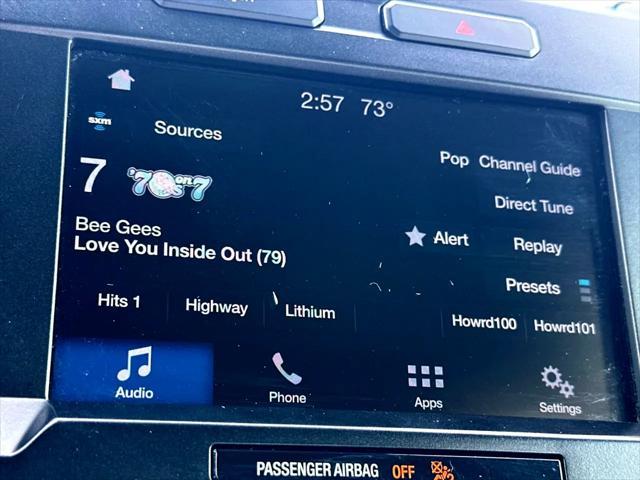 2:57 73°
sxm
Sources
Pop Channel Guide
7 '70s on 7
Direct Tune
Bee Gees
Alert Replay
Love You Inside Out (79)
Presets
Hits 1 Highway Lithium Howrd100 Howrd101
Audio Phone Apps Settings
PASSENGER AIRBAG OFF